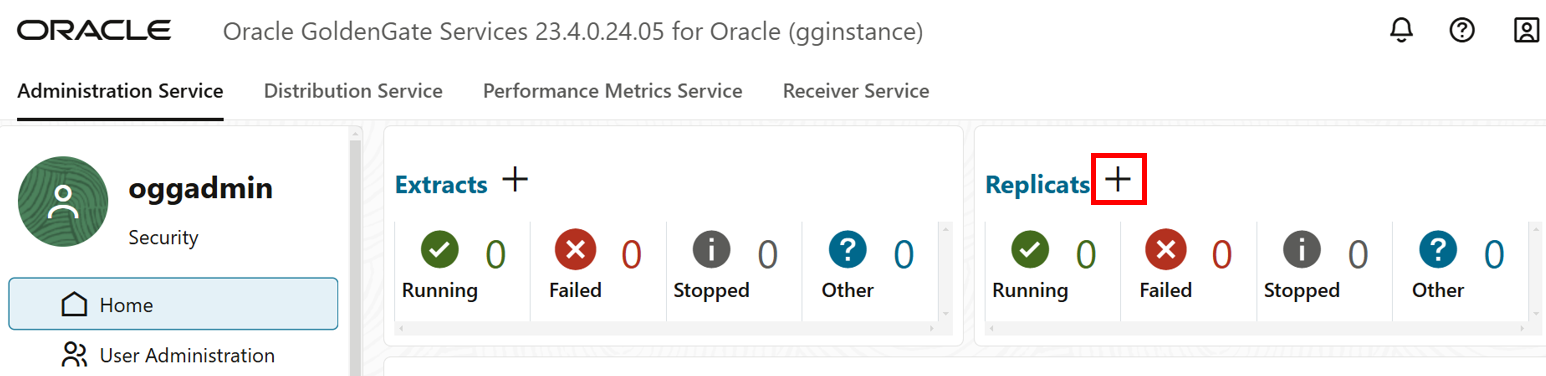 ORACLE Oracle GoldenGate Services 23.4.0.24.05 for Oracle (gginstance)
Administration Service Distribution Service Performance Metrics Service Receiver Service
oggadmin
Security
Home
User Administration
Extracts
0 0 0 0
Running Failed Stopped Other
Replicats
0 0 0 0
Running Failed Stopped Other